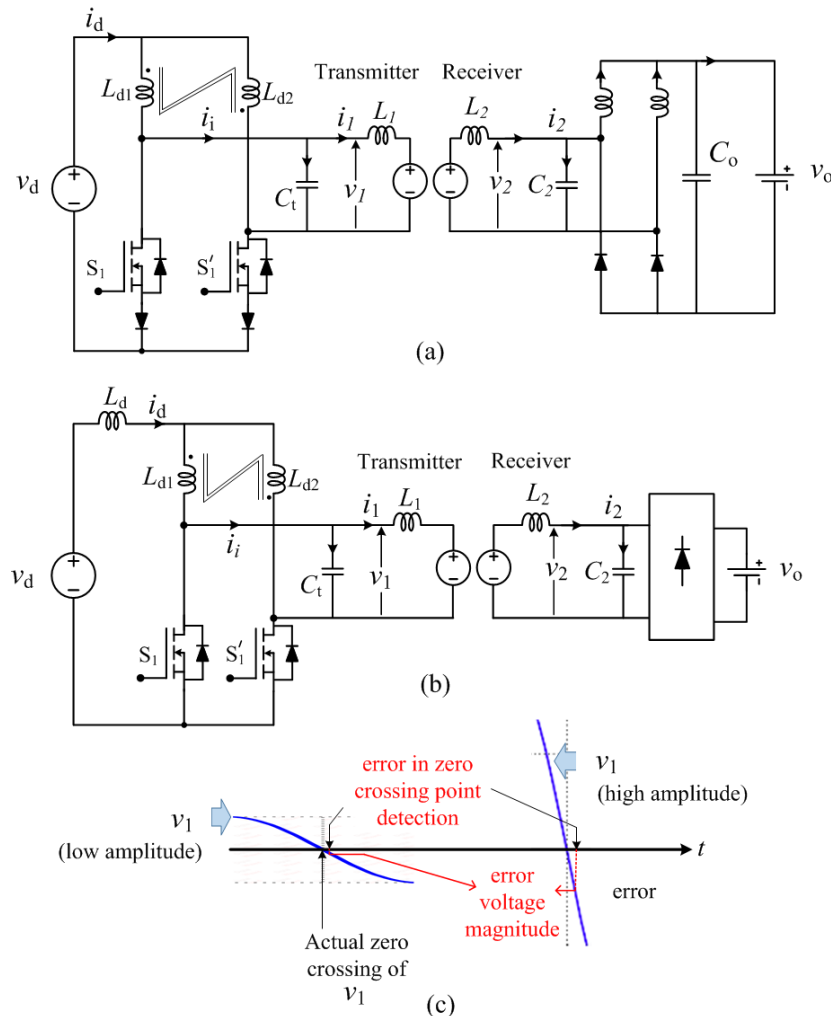 i_d
L_d1
L_d2
Transmitter Receiver
i_i
i_1
L_1
L_2
i_2
v_d
+
−
C_t
v_1
+
−
+
−
v_2
C_2
C_o
+
-
v_o
S_1
S_1′
(a)
L_d
i_d
L_d1
L_d2
Transmitter Receiver
i_i
i_1
L_1
L_2
i_2
v_d
+
−
C_t
v_1
+
−
+
−
v_2
C_2
+
-
v_o
S_1
S_1′
(b)
v_1
(low amplitude)
error in zero
crossing point
detection
v_1
(high amplitude)
t
error
voltage
magnitude
error
Actual zero
crossing of
v_1
(c)